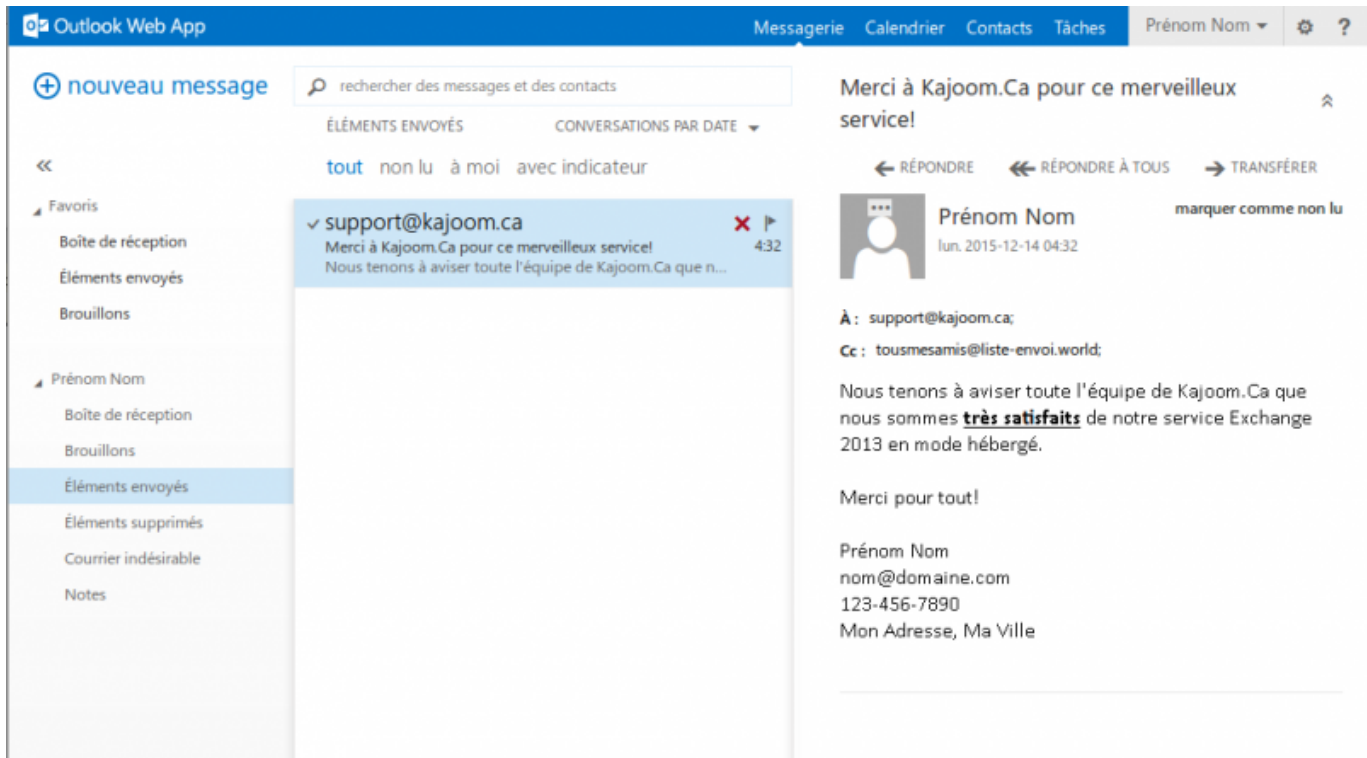 Outlook Web App
Messagerie Calendrier Contacts Tâches Prénom Nom ?
nouveau message
Favoris
Boîte de réception
Éléments envoyés
Brouillons
Prénom Nom
Boîte de réception
Brouillons
Éléments envoyés
Éléments supprimés
Courrier indésirable
Notes
rechercher des messages et des contacts
ÉLÉMENTS ENVOYÉS CONVERSATIONS PAR DATE
tout non lu à moi avec indicateur
support@kajoom.ca
Merci à Kajoom.Ca pour ce merveilleux service! 4:32
Nous tenons à aviser toute l'équipe de Kajoom.Ca que n...
Merci à Kajoom.Ca pour ce merveilleux
service!
RÉPONDRE RÉPONDRE À TOUS TRANSFÉRER
Prénom Nom marquer comme non lu
lun. 2015-12-14 04:32
À : support@kajoom.ca;
Cc : tousmesamis@liste-envoi.world;
Nous tenons à aviser toute l'équipe de Kajoom.Ca que
nous sommes très satisfaits de notre service Exchange
2013 en mode hébergé.
Merci pour tout!
Prénom Nom
nom@domaine.com
123-456-7890
Mon Adresse, Ma Ville